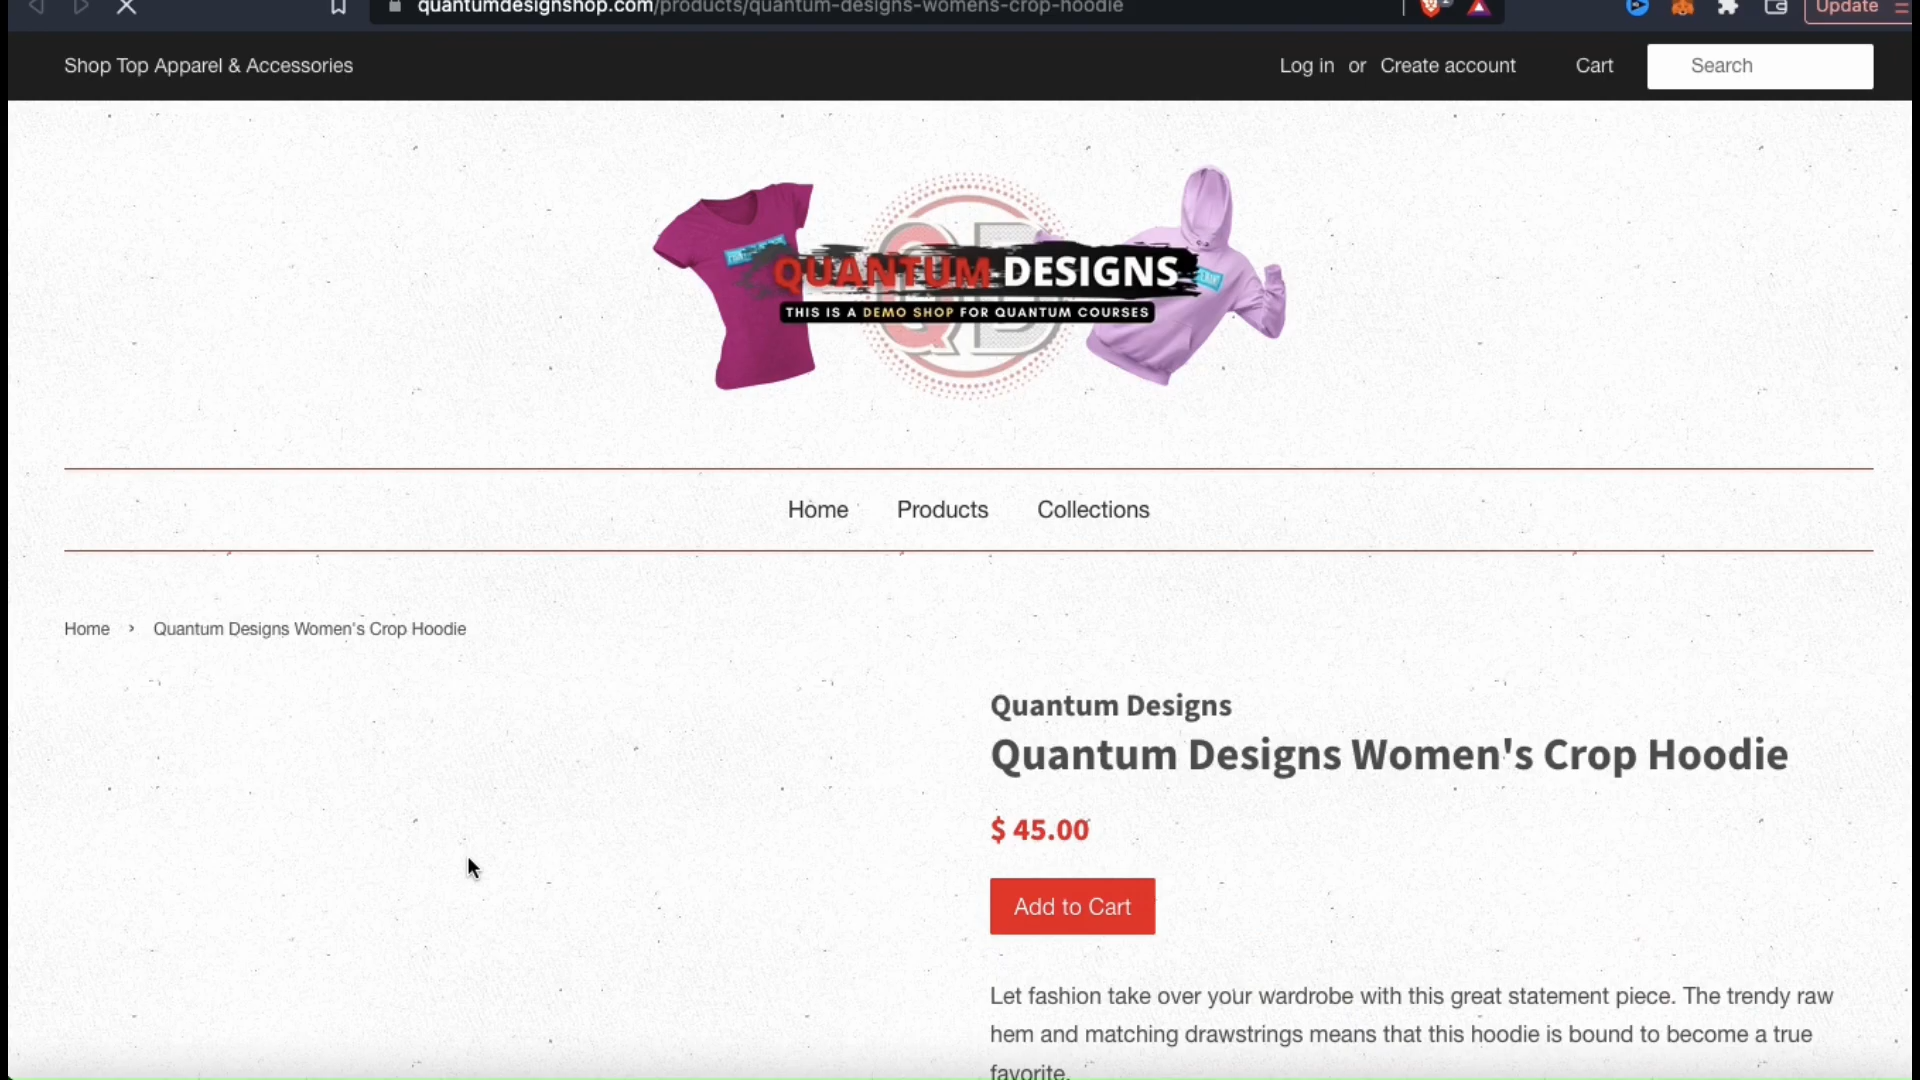 quantumdesignshop.com/products/quantum-designs-womens-crop-hoodie
Update
Shop Top Apparel & Accessories
Log in or Create account
Cart
Search
QUANTUM DESIGNS
THIS IS A DEMO SHOP FOR QUANTUM COURSES
Home
Products
Collections
Home › Quantum Designs Women's Crop Hoodie
Quantum Designs
Quantum Designs Women's Crop Hoodie
$ 45.00
Add to Cart
Let fashion take over your wardrobe with this great statement piece. The trendy raw
hem and matching drawstrings means that this hoodie is bound to become a true
favorite.